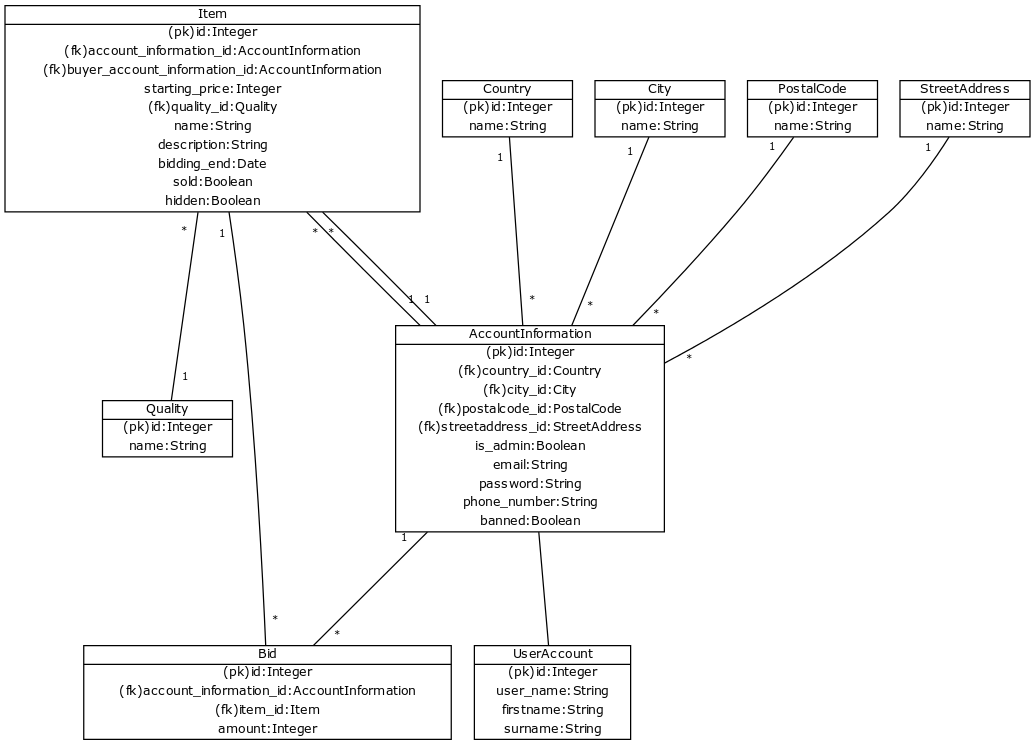 Item
(pk)id:Integer
(fk)account_information_id:AccountInformation
(fk)buyer_account_information_id:AccountInformation
starting_price:Integer
(fk)quality_id:Quality
name:String
description:String
bidding_end:Date
sold:Boolean
hidden:Boolean
Country
(pk)id:Integer
name:String
City
(pk)id:Integer
name:String
PostalCode
(pk)id:Integer
name:String
StreetAddress
(pk)id:Integer
name:String
1
1
1
1
*
1
* *
1 1
*
*
*
*
1
AccountInformation
(pk)id:Integer
(fk)country_id:Country
(fk)city_id:City
(fk)postalcode_id:PostalCode
(fk)streetaddress_id:StreetAddress
is_admin:Boolean
email:String
password:String
phone_number:String
banned:Boolean
Quality
(pk)id:Integer
name:String
1
*
*
Bid
(pk)id:Integer
(fk)account_information_id:AccountInformation
(fk)item_id:Item
amount:Integer
UserAccount
(pk)id:Integer
user_name:String
firstname:String
surname:String